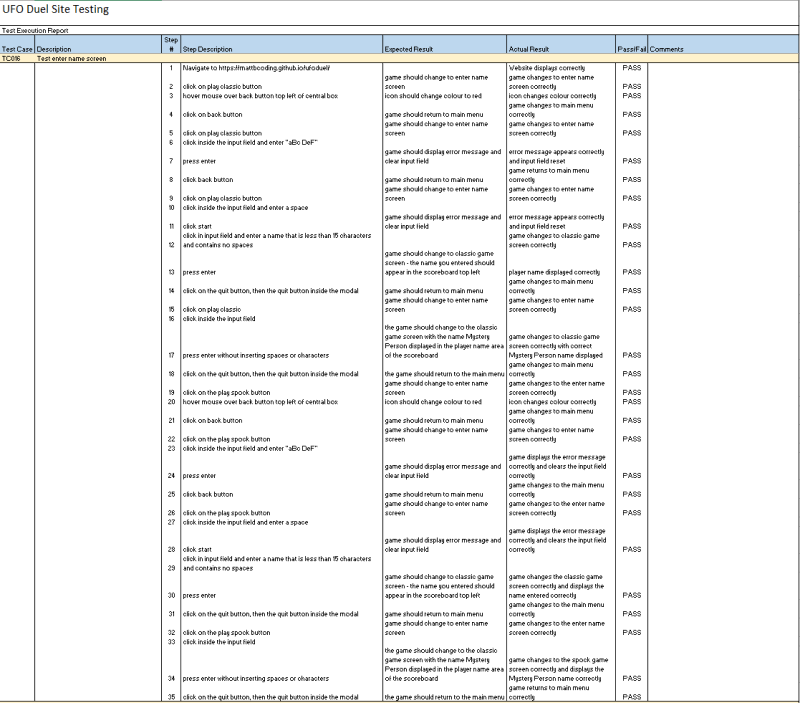 UFO Duel Site Testing
Test Execution Report
Test Case Description Step # Step Description Expected Result Actual Result Pass/Fail Comments
TC016 Test enter name screen
1 Navigate to https://mattbcoding.github.io/ufoduel/ Website displays correctly PASS
game should change to enter name game changes to enter name
2 click on play classic button screen screen correctly PASS
3 hover mouse over back button top left of central box icon should change colour to red icon changes colour correctly PASS
game changes to main menu
4 click on back button game should return to main menu correctly PASS
game should change to enter name game changes to enter name
5 click on play classic button screen screen correctly PASS
6 click inside the input field and enter "aBc DeF"
game should display error message and error message appears correctly
7 press enter clear input field and input field reset PASS
game returns to main menu
8 click back button game should return to main menu correctly PASS
game should change to enter name game changes to enter name
9 click on play classic button screen screen correctly PASS
10 click inside the input field and enter a space
game should display error message and error message appears correctly
11 click start clear input field and input field reset PASS
click in input field and enter a name that is less than 15 characters game changes to classic game
12 and contains no spaces screen correctly PASS
game should change to classic game
screen - the name you entered should
13 press enter appear in the scoreboard top left player name displayed correctly PASS
game changes to main menu
14 click on the quit button, then the quit button inside the modal game should return to main menu correctly PASS
game should change to enter name game changes to enter name
15 click on play classic screen screen correctly PASS
16 click inside the input field
the game should change to the classic
game screen with the name Mystery game changes to classic game
Person displayed in the player name area screen correctly with correct
17 press enter without inserting spaces or characters of the scoreboard Mystery Person name displayed PASS
game changes to main menu
18 click on the quit button, then the quit button inside the modal the game should return to the main menu correctly PASS
game should change to enter name game changes to the enter name
19 click on the play spook button screen screen correctly PASS
20 hover mouse over back button top left of central box icon should change colour to red icon changes colour correctly PASS
game changes to main menu
21 click on back button game should return to main menu correctly PASS
game should change to enter name game changes to enter name
22 click on the play spook button screen screen correctly PASS
23 click inside the input field and enter "aBc DeF"
game displays the error message
game should display error message and correctly and clears the input field
24 press enter clear input field correctly PASS
game changes to the main menu
25 click back button game should return to main menu correctly PASS
game should change to enter name game changes to the enter name
26 click on the play spook button screen screen correctly PASS
27 click inside the input field and enter a space
game displays the error message
game should display error message and correctly and clears the input field
28 click start clear input field correctly PASS
click in input field and enter a name that is less than 15 characters
29 and contains no spaces
game should change to classic game game changes the classic game
screen - the name you entered should screen correctly and displays the
30 press enter appear in the scoreboard top left name entered correctly PASS
game changes to the main menu
31 click on the quit button, then the quit button inside the modal game should return to main menu correctly PASS
game should change to enter name game changes to the enter name
32 click on the play spook button screen screen correctly PASS
33 click inside the input field
the game should change to the classic
game screen with the name Mystery game changes to the spook game
Person displayed in the player name area screen correctly and displays the
34 press enter without inserting spaces or characters of the scoreboard Mystery Person name correctly PASS
game returns to main menu
35 click on the quit button, then the quit button inside the modal the game should return to the main menu correctly PASS